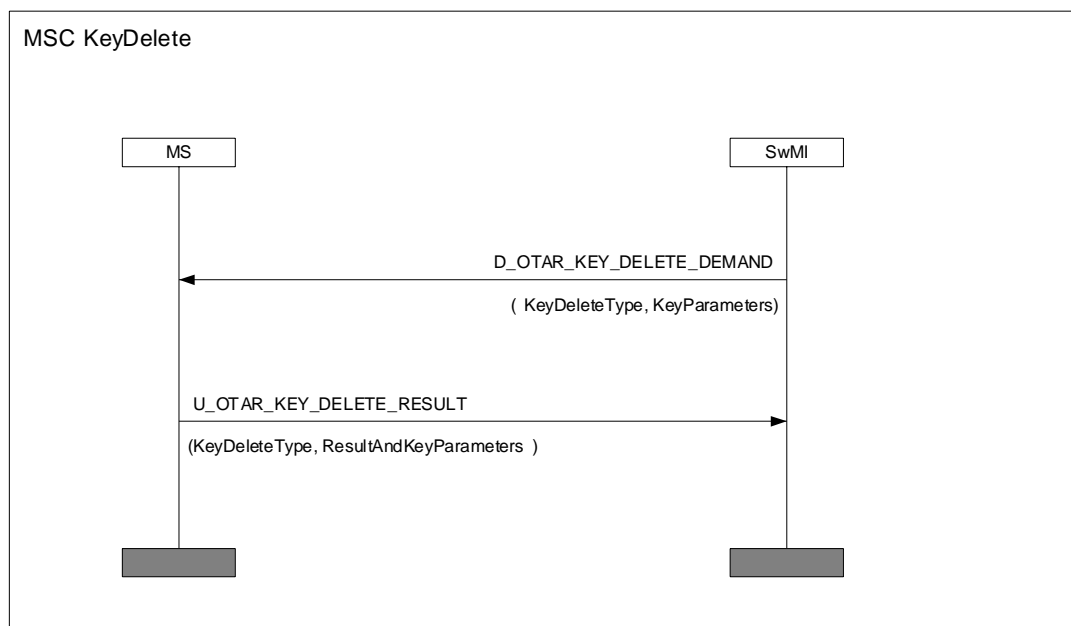 MSC KeyDelete
MS
SwMI
D_OTAR_KEY_DELETE_DEMAND
( KeyDeleteType, KeyParameters)
U_OTAR_KEY_DELETE_RESULT
(KeyDeleteType, ResultAndKeyParameters )